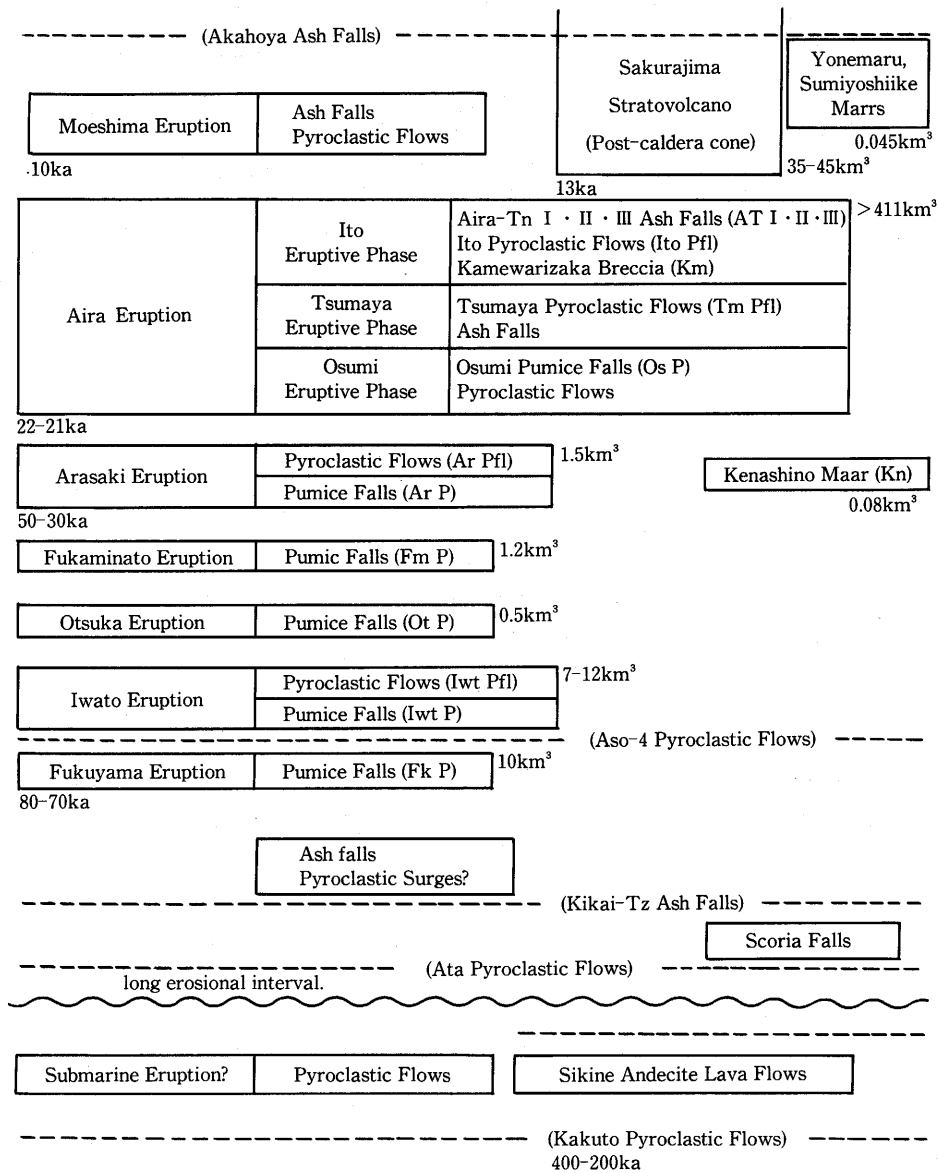 (Akahoya Ash Falls)
Sakurajima
Stratovolcano
(Post-caldera cone)
13ka
Yonemaru,
Sumiyoshiike
Marrs
0.045km³
35-45km³
Moeshima Eruption
Ash Falls
Pyroclastic Flows
.10ka
Aira Eruption
Ito
Eruptive Phase
Aira-Tn I · II · III Ash Falls (AT I · II · III)
Ito Pyroclastic Flows (Ito Pfl)
Kamewarizaka Breccia (Km)
>411km³
Tsumaya
Eruptive Phase
Tsumaya Pyroclastic Flows (Tm Pfl)
Ash Falls
Osumi
Eruptive Phase
Osumi Pumice Falls (Os P)
Pyroclastic Flows
22-21ka
Arasaki Eruption
Pyroclastic Flows (Ar Pfl)
Pumice Falls (Ar P)
1.5km³
Kenashino Maar (Kn)
0.08km³
50-30ka
Fukaminato Eruption
Pumic Falls (Fm P)
1.2km³
Otsuka Eruption
Pumice Falls (Ot P)
0.5km³
Iwato Eruption
Pyroclastic Flows (Iwt Pfl)
Pumice Falls (Iwt P)
7-12km³
(Aso-4 Pyroclastic Flows)
Fukuyama Eruption
Pumice Falls (Fk P)
10km³
80-70ka
Ash falls
Pyroclastic Surges?
(Kikai-Tz Ash Falls)
Scoria Falls
(Ata Pyroclastic Flows)
long erosional interval.
Submarine Eruption?
Pyroclastic Flows
Sikine Andecite Lava Flows
(Kakuto Pyroclastic Flows)
400-200ka